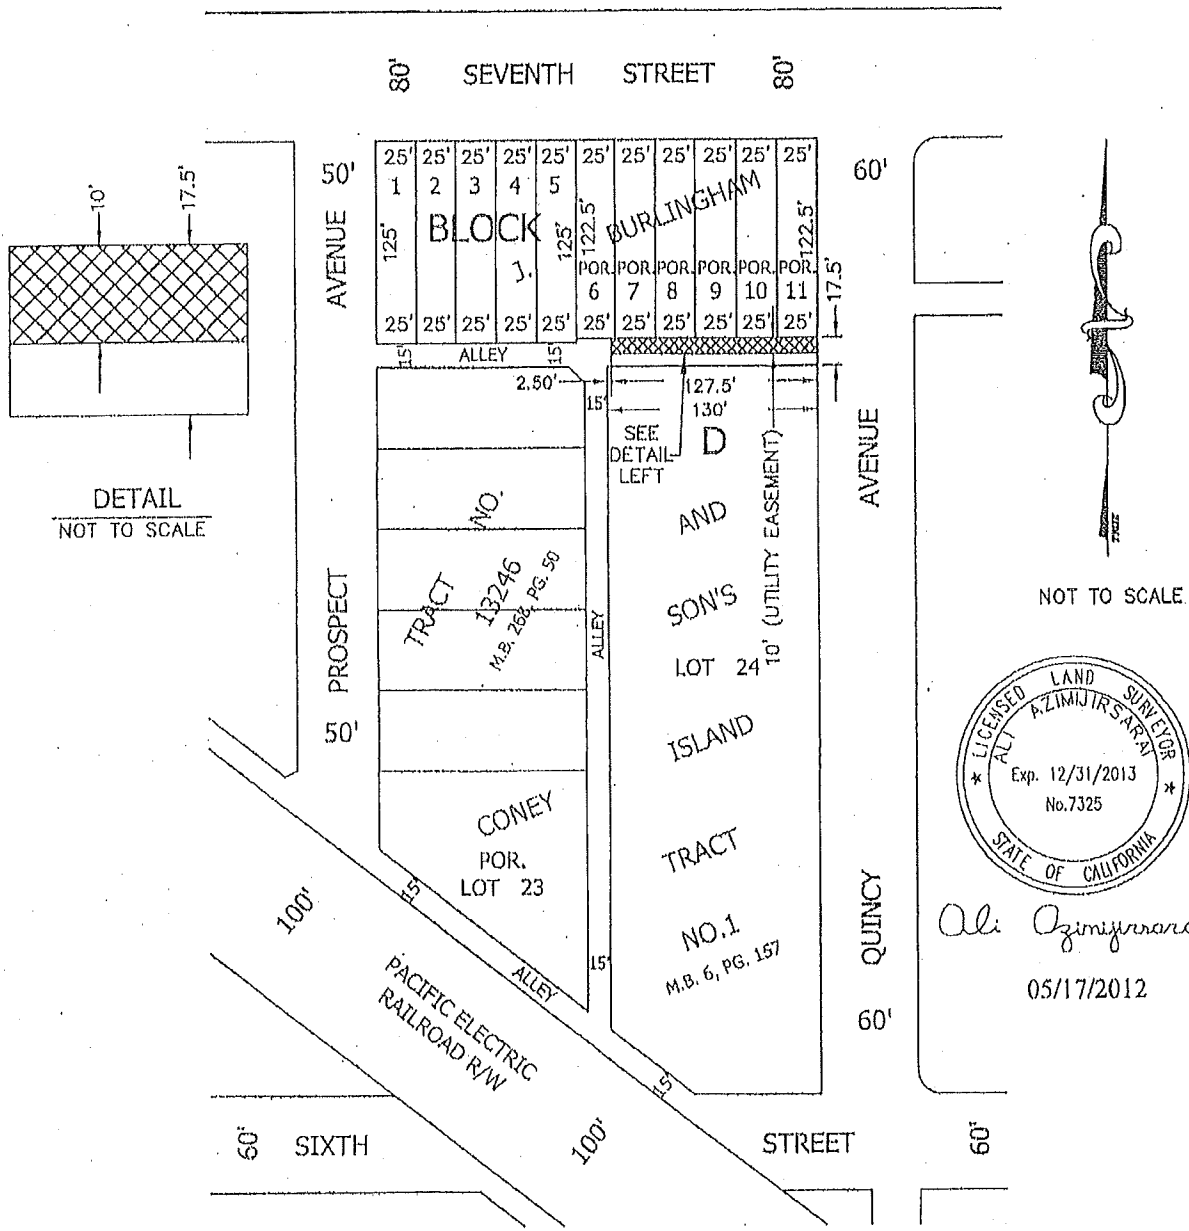 80' SEVENTH STREET 80'
50'
25' 25' 25' 25' 25' 25' 25' 25' 25' 25' 25'
1 2 3 4 5
60'
10'
17.5'
AVENUE
125'
BLOCK
J.
125'
122.5'
BURLINGHAM
122.5'
POR. POR. POR. POR. POR. POR.
6 7 8 9 10 11
17.5'
25' 25' 25' 25' 25' 25' 25' 25' 25' 25' 25'
15' ALLEY 15'
2.50' 127.5'
15' 130'
SEE
DETAIL
LEFT
D
AVENUE
DETAIL
NOT TO SCALE
NO.
AND
TRACT
13246
M.B. 268, PG. 50
10' (UTILITY EASEMENT)
SON'S
ALLEY
LOT 24
PROSPECT
50'
NOT TO SCALE
LICENSED LAND SURVEYOR
ALI AZIMIJIRSARAI
Exp. 12/31/2013
No.7325
STATE OF CALIFORNIA
ISLAND
CONEY
POR.
LOT 23
TRACT
NO.1
M.B. 6, PG. 157
QUINCY
60'
Ali Azimijirsarai
05/17/2012
100'
15'
15'
ALLEY
PACIFIC ELECTRIC
RAILROAD R/W
15'
60' SIXTH
100'
STREET 60'